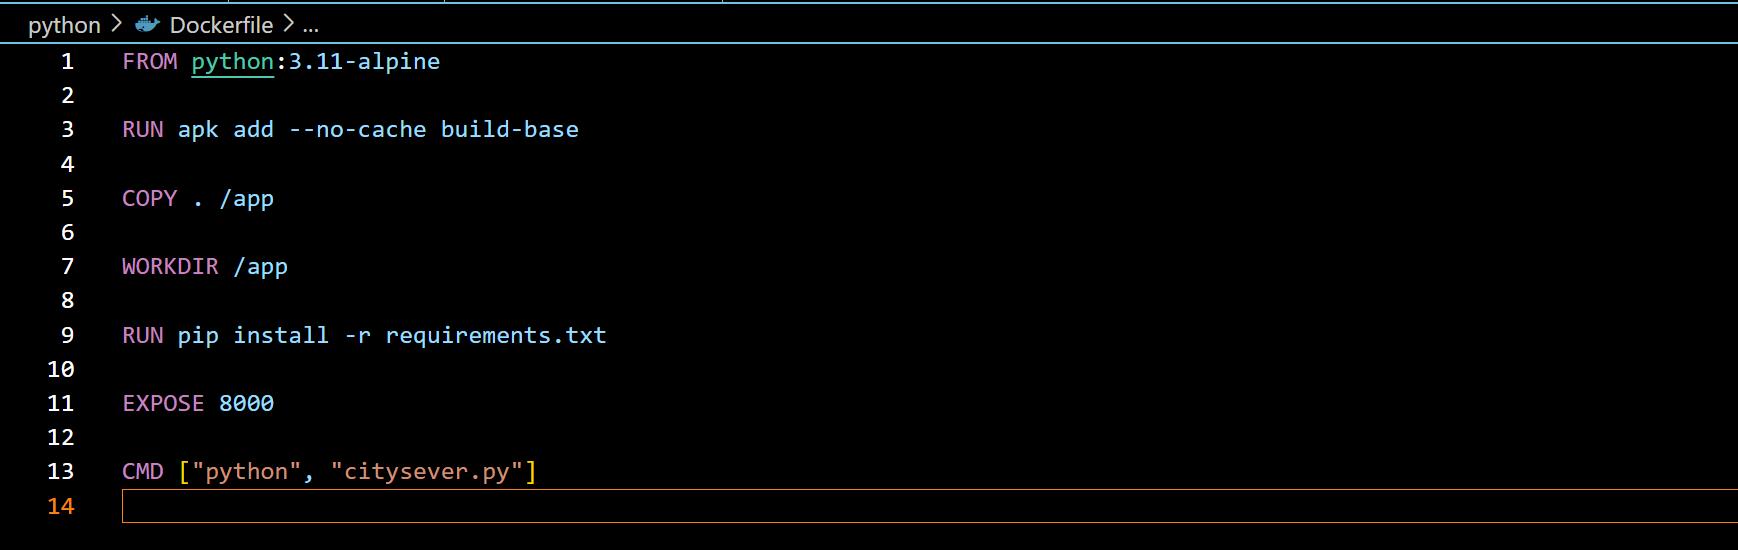 python > Dockerfile > ...
1 FROM python:3.11-alpine
2
3 RUN apk add --no-cache build-base
4
5 COPY . /app
6
7 WORKDIR /app
8
9 RUN pip install -r requirements.txt
10
11 EXPOSE 8000
12
13 CMD ["python", "citysever.py"]
14